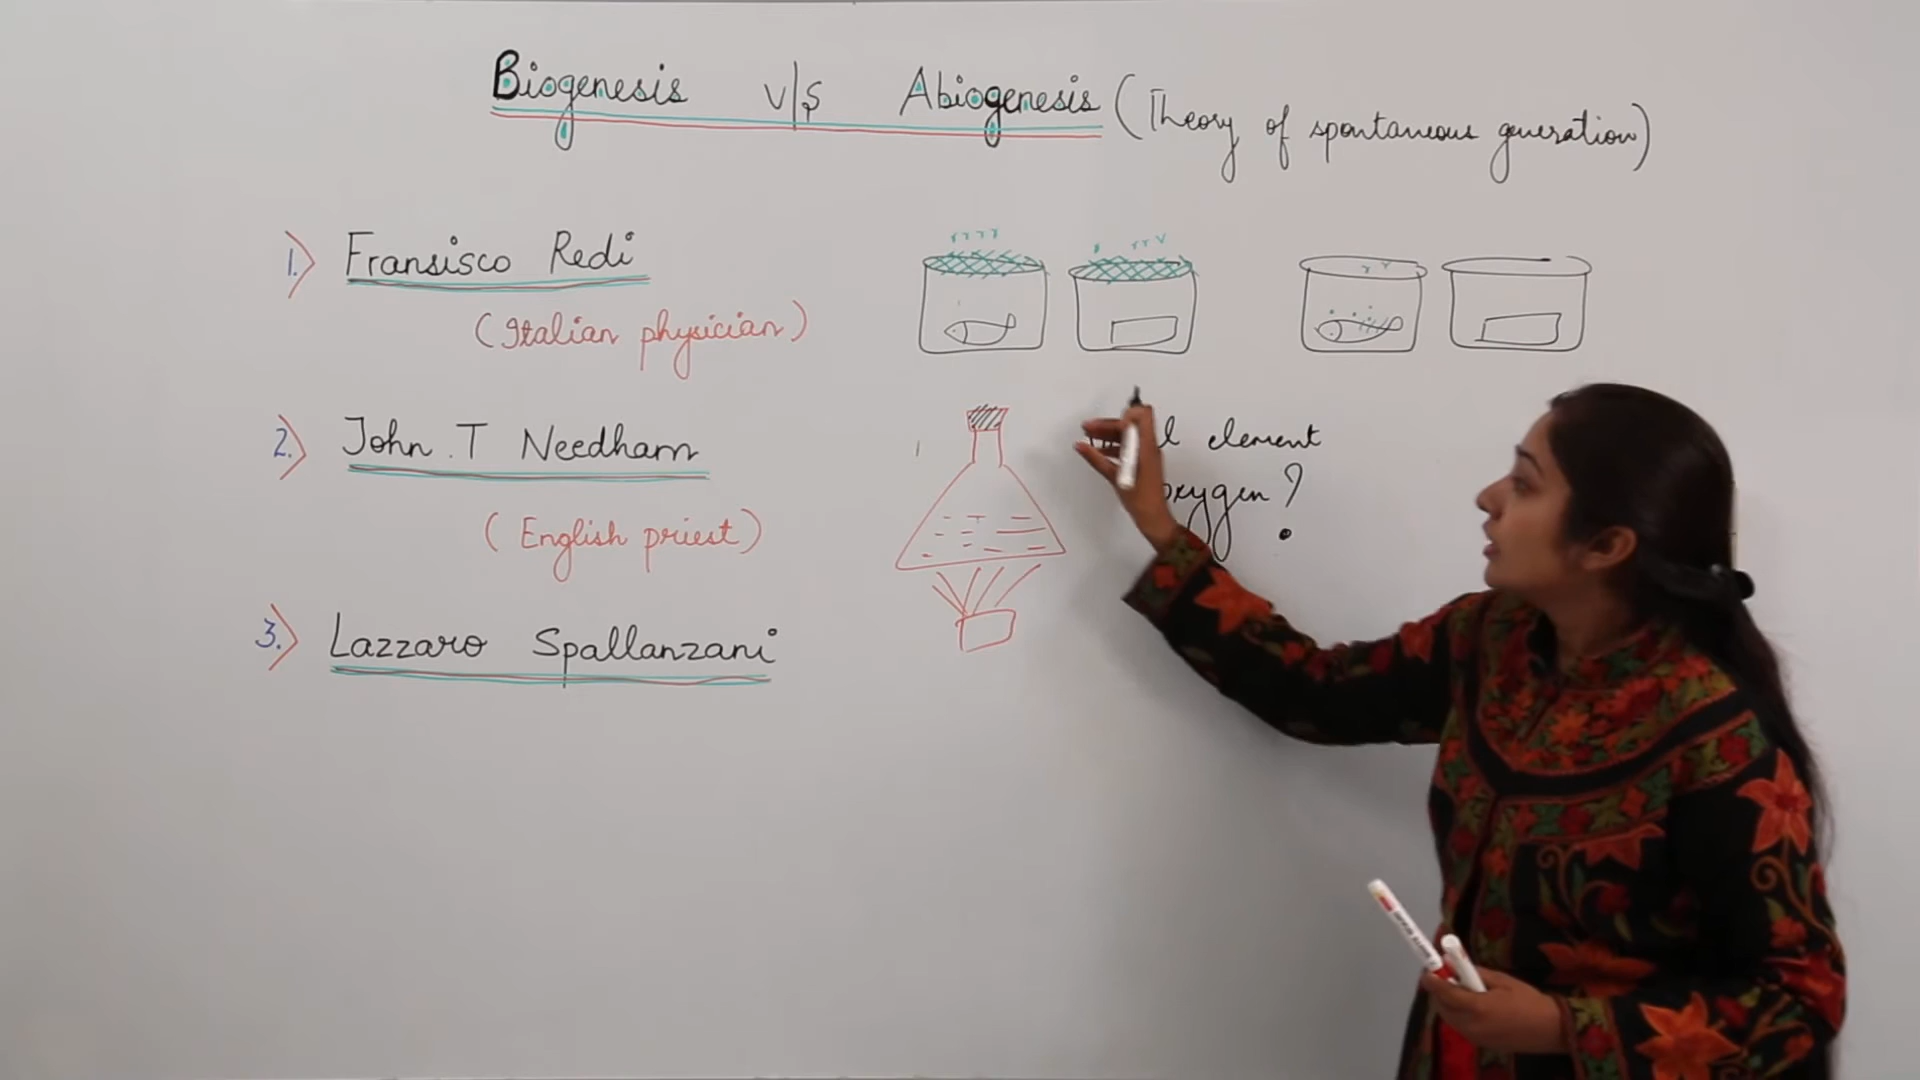 Biogenesis v/s Abiogenesis (Theory of spontaneous generation)
1. Fransisco Redi
(Italian physician)
2. John .T Needham
element
(English priest)
oxygen?
3. Lazzaro Spallanzani